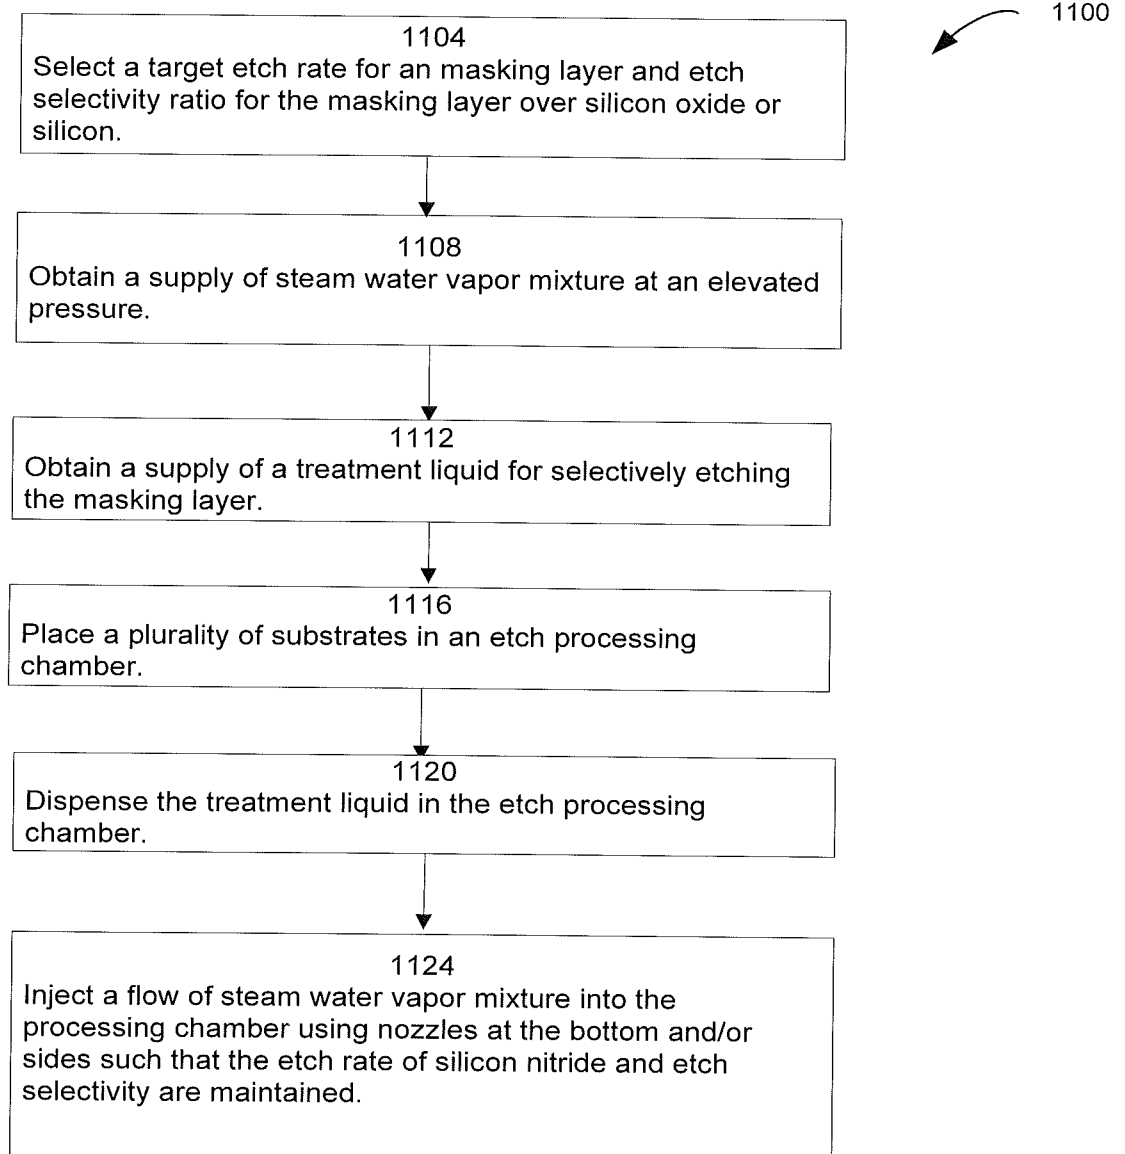 1100
1104
Select a target etch rate for an masking layer and etch
selectivity ratio for the masking layer over silicon oxide or
silicon.
1108
Obtain a supply of steam water vapor mixture at an elevated
pressure.
1112
Obtain a supply of a treatment liquid for selectively etching
the masking layer.
1116
Place a plurality of substrates in an etch processing
chamber.
1120
Dispense the treatment liquid in the etch processing
chamber.
1124
Inject a flow of steam water vapor mixture into the
processing chamber using nozzles at the bottom and/or
sides such that the etch rate of silicon nitride and etch
selectivity are maintained.